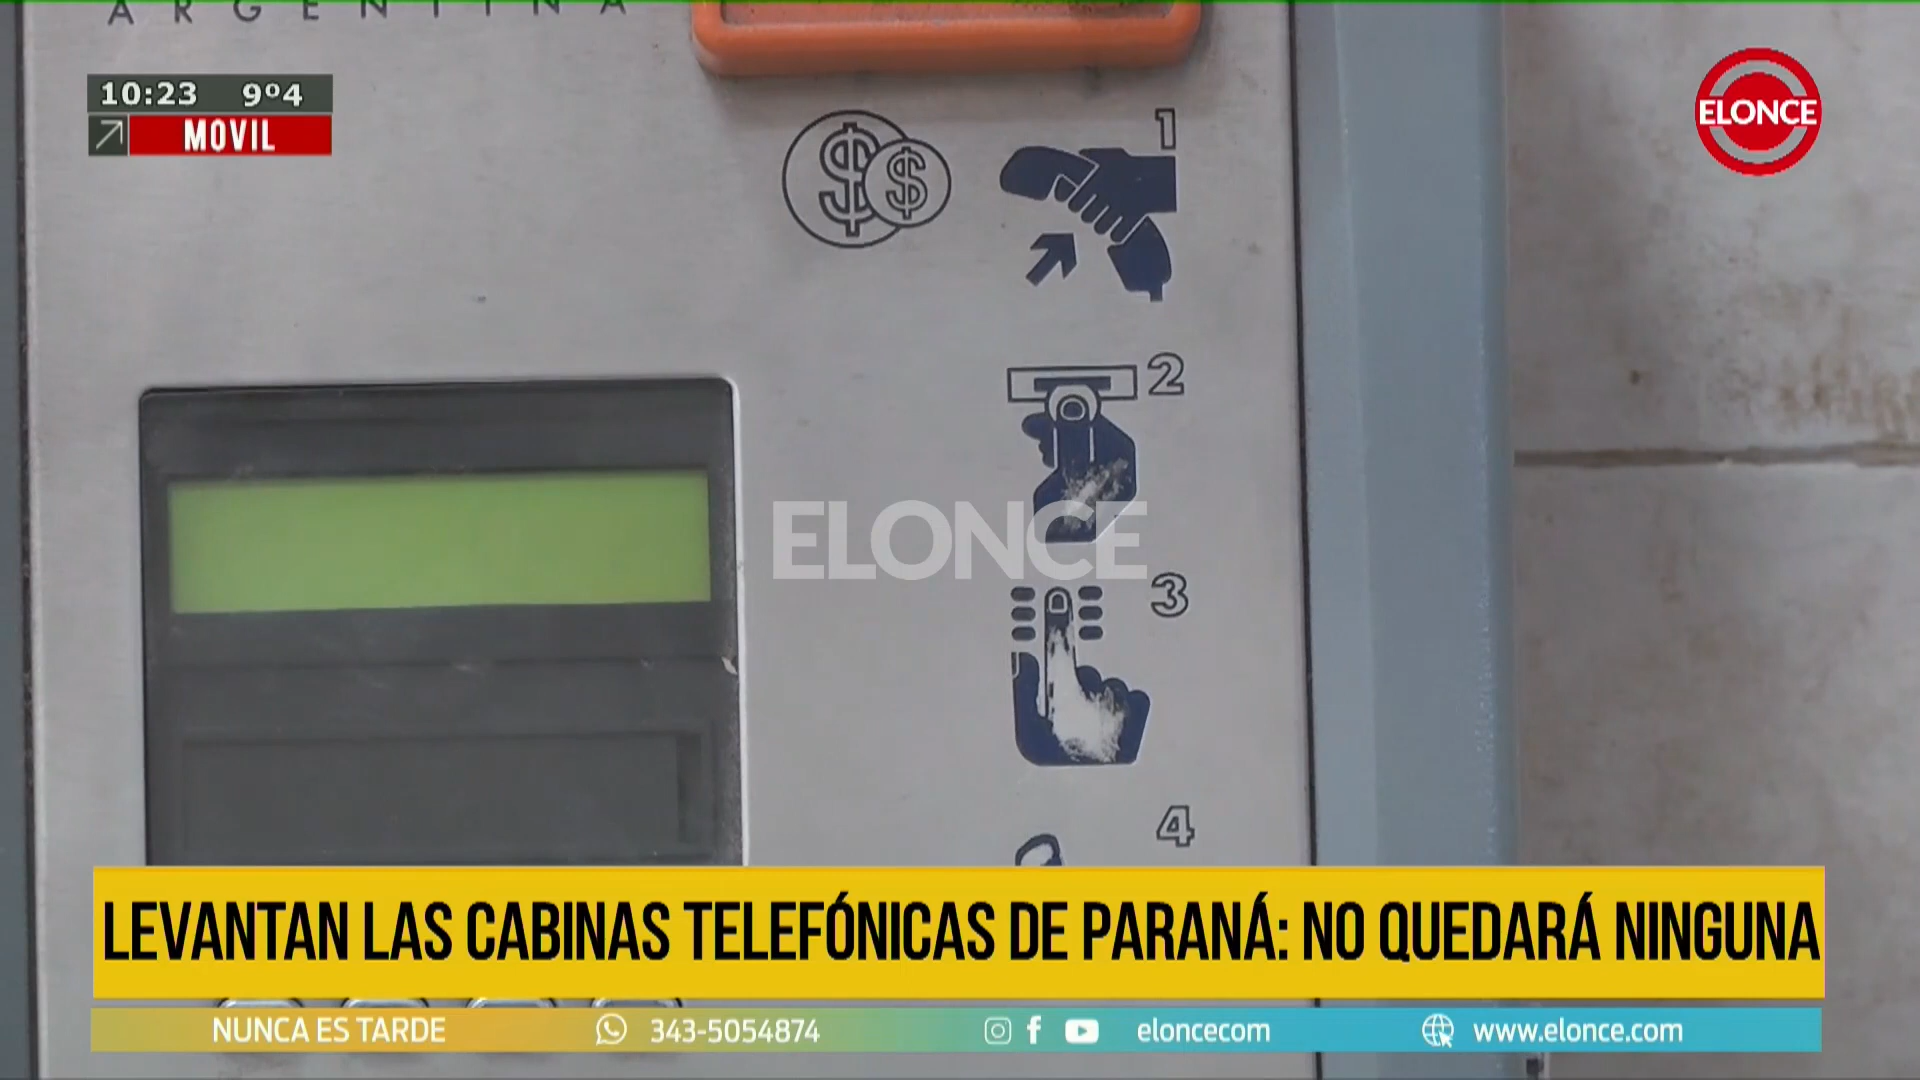 ARGENTINA
10:23 9º4
MOVIL
ELONCE
1
2
ELONCE
3
4
LEVANTAN LAS CABINAS TELEFÓNICAS DE PARANÁ: NO QUEDARÁ NINGUNA
NUNCA ES TARDE 343-5054874 eloncecom www.elonce.com